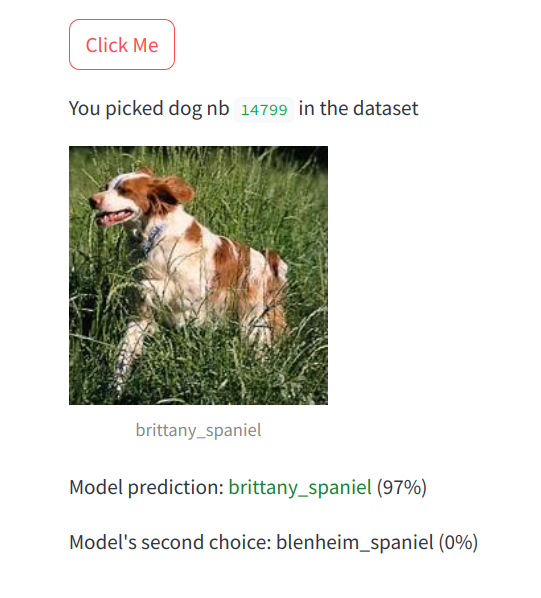 Click Me
You picked dog nb 14799 in the dataset
brittany_spaniel
Model prediction: brittany_spaniel (97%)
Model's second choice: blenheim_spaniel (0%)